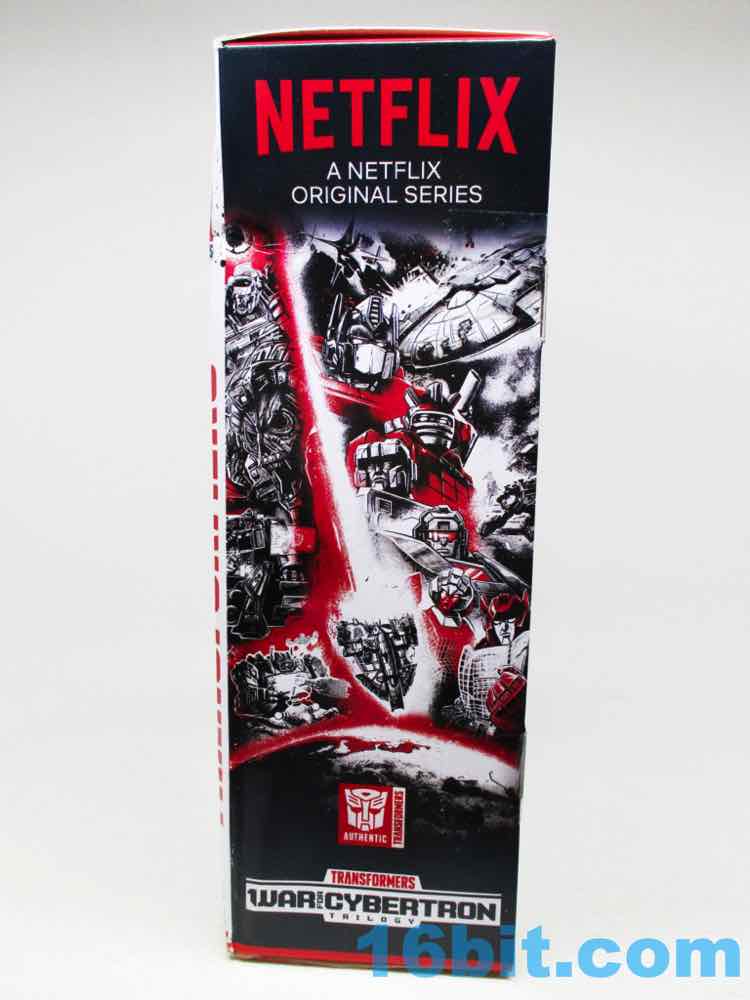 NETFLIX
A NETFLIX
ORIGINAL SERIES
AUTHENTIC
TRANSFORMERS
TRANSFORMERS
WAR FOR CYBERTRON
TRILOGY
16bit.com